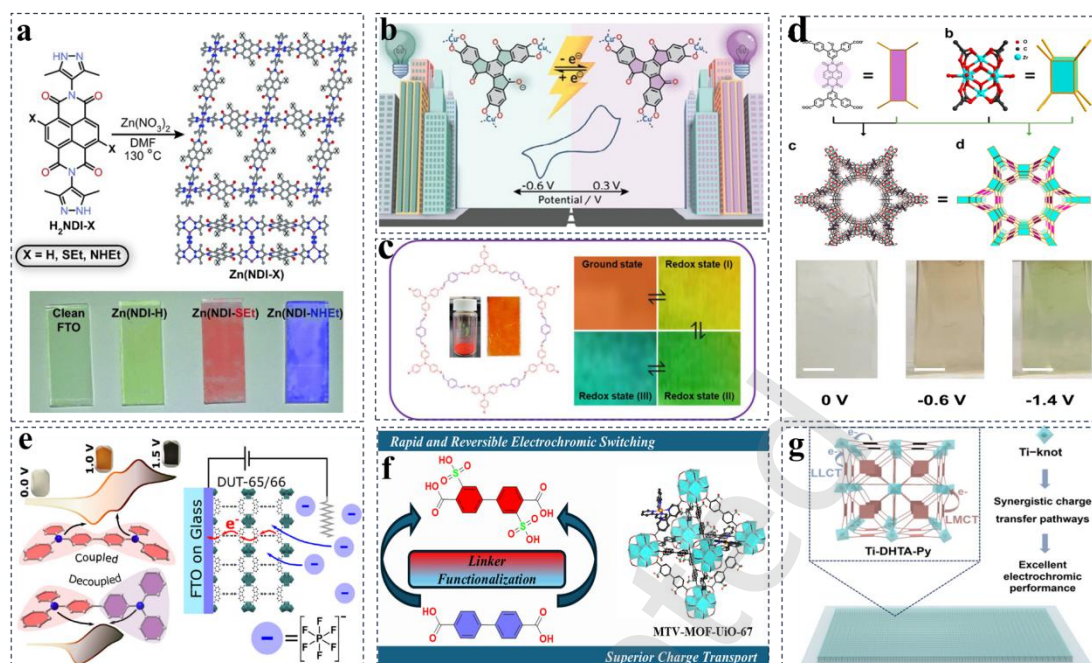 a
HN-N
X
X
N-NH
H₂NDI-X
X = H, SEt, NHEt
Zn(NO₃)₂
DMF
130 °C
Zn(NDI-X)
Clean
FTO
Zn(NDI-H)
Zn(NDI-SEt)
Zn(NDI-NHEt)
b
- e⊖
+ e⊖
-0.6 V
0.3 V
Potential / V
c
Ground state
Redox state (I)
Redox state (III)
Redox state (II)
d
b
O
C
Zr
=
=
c
d
=
0 V
-0.6 V
-1.4 V
e
0.0 V
1.0 V
1.5 V
Coupled
Decoupled
FTO on Glass
DUT-65/66
e⁻
Rapid and Reversible Electrochromic Switching
f
Linker
Functionalization
MTV-MOF-UiO-67
Superior Charge Transport
g
e-
LLCT
e-
e-
LMCT
Ti-DHTA-Py
Ti-knot
Synergistic charge
transfer pathways
Excellent
electrochromic
performance